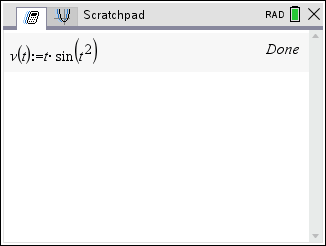 Scratchpad RAD
v(t):=t· sin(t²) Done